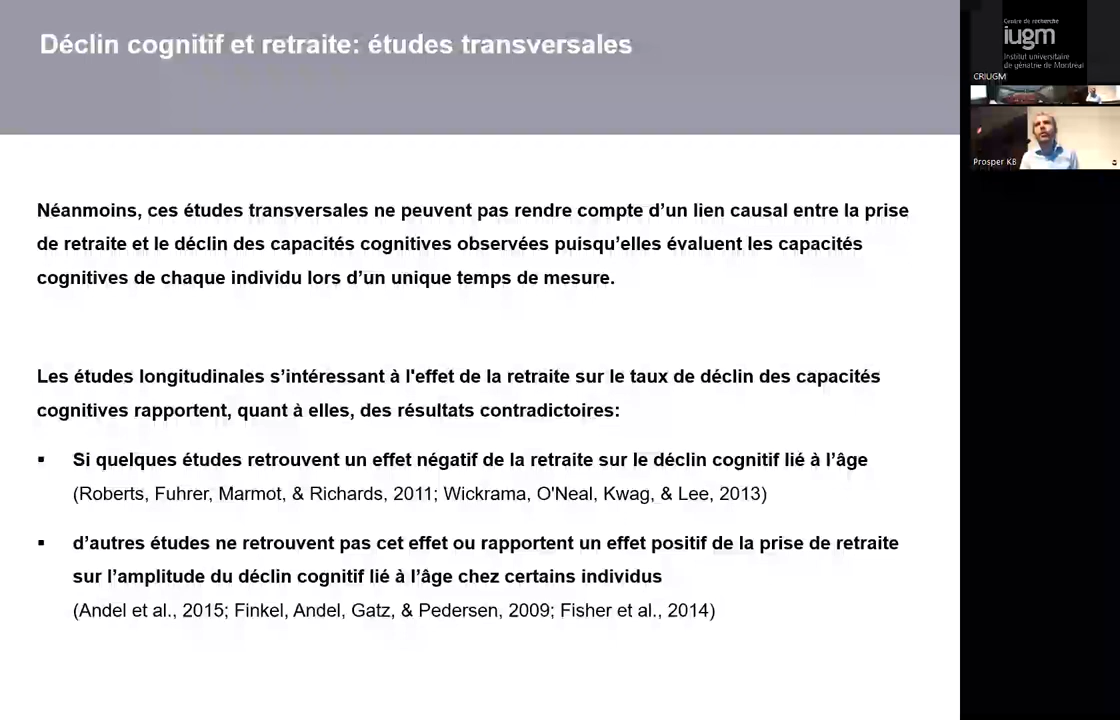 Déclin cognitif et retraite: études transversales
Néanmoins, ces études transversales ne peuvent pas rendre compte d’un lien causal entre la prise
de retraite et le déclin des capacités cognitives observées puisqu’elles évaluent les capacités
cognitives de chaque individu lors d’un unique temps de mesure.
Les études longitudinales s’intéressant à l'effet de la retraite sur le taux de déclin des capacités
cognitives rapportent, quant à elles, des résultats contradictoires:
▪ Si quelques études retrouvent un effet négatif de la retraite sur le déclin cognitif lié à l’âge
(Roberts, Fuhrer, Marmot, & Richards, 2011; Wickrama, O'Neal, Kwag, & Lee, 2013)
▪ d’autres études ne retrouvent pas cet effet ou rapportent un effet positif de la prise de retraite
sur l’amplitude du déclin cognitif lié à l’âge chez certains individus
(Andel et al., 2015; Finkel, Andel, Gatz, & Pedersen, 2009; Fisher et al., 2014)
Centre de recherche
iugm
Institut universitaire
de gériatrie de Montréal
CRIUGM
Prosper KB